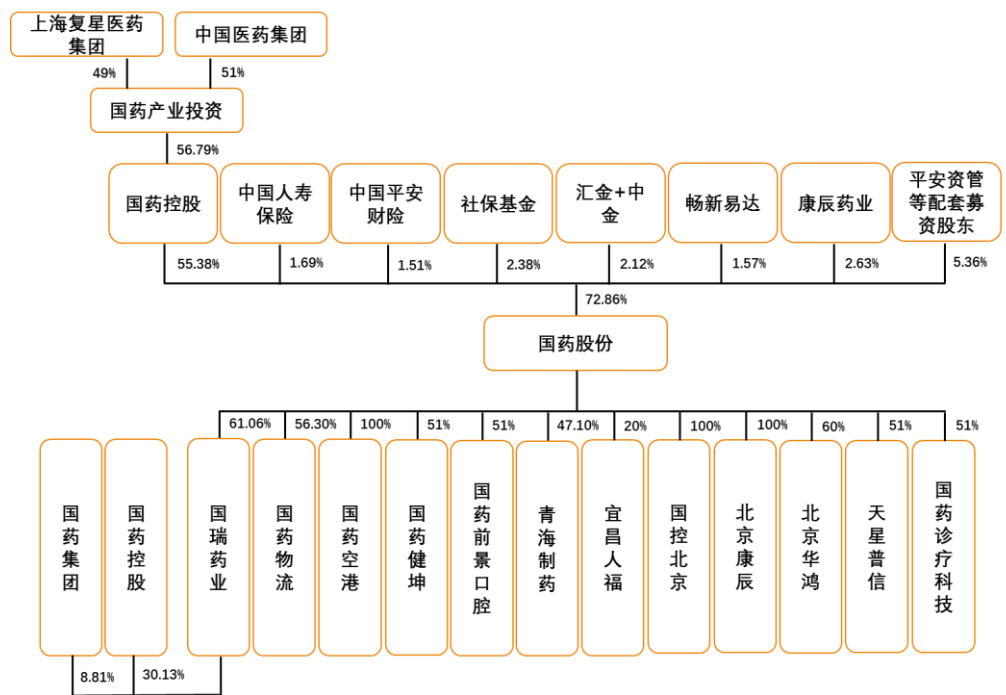 上海复星医药
集团
中国医药集团
49%
51%
国药产业投资
56.79%
国药控股
中国人寿
保险
中国平安
财险
社保基金
汇金+中
金
畅新易达
康辰药业
平安资管
等配套募
资股东
55.38%
1.69%
1.51%
2.38%
2.12%
1.57%
2.63%
5.36%
72.86%
国药股份
61.06%
56.30%
100%
51%
51%
47.10%
20%
100%
100%
60%
51%
51%
国药集团
国药控股
国瑞药业
国药物流
国药空港
国药健坤
国药前景口腔
青海制药
宜昌人福
国控北京
北京康辰
北京华鸿
天星普信
国药诊疗科技
8.81%
30.13%